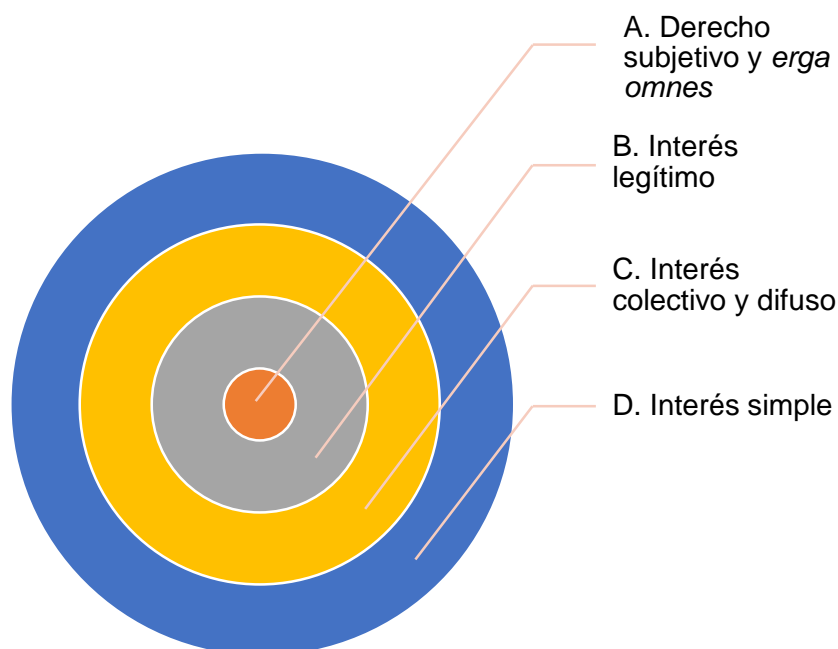 A. Derecho
subjetivo y erga
omnes
B. Interés
legítimo
C. Interés
colectivo y difuso
D. Interés simple